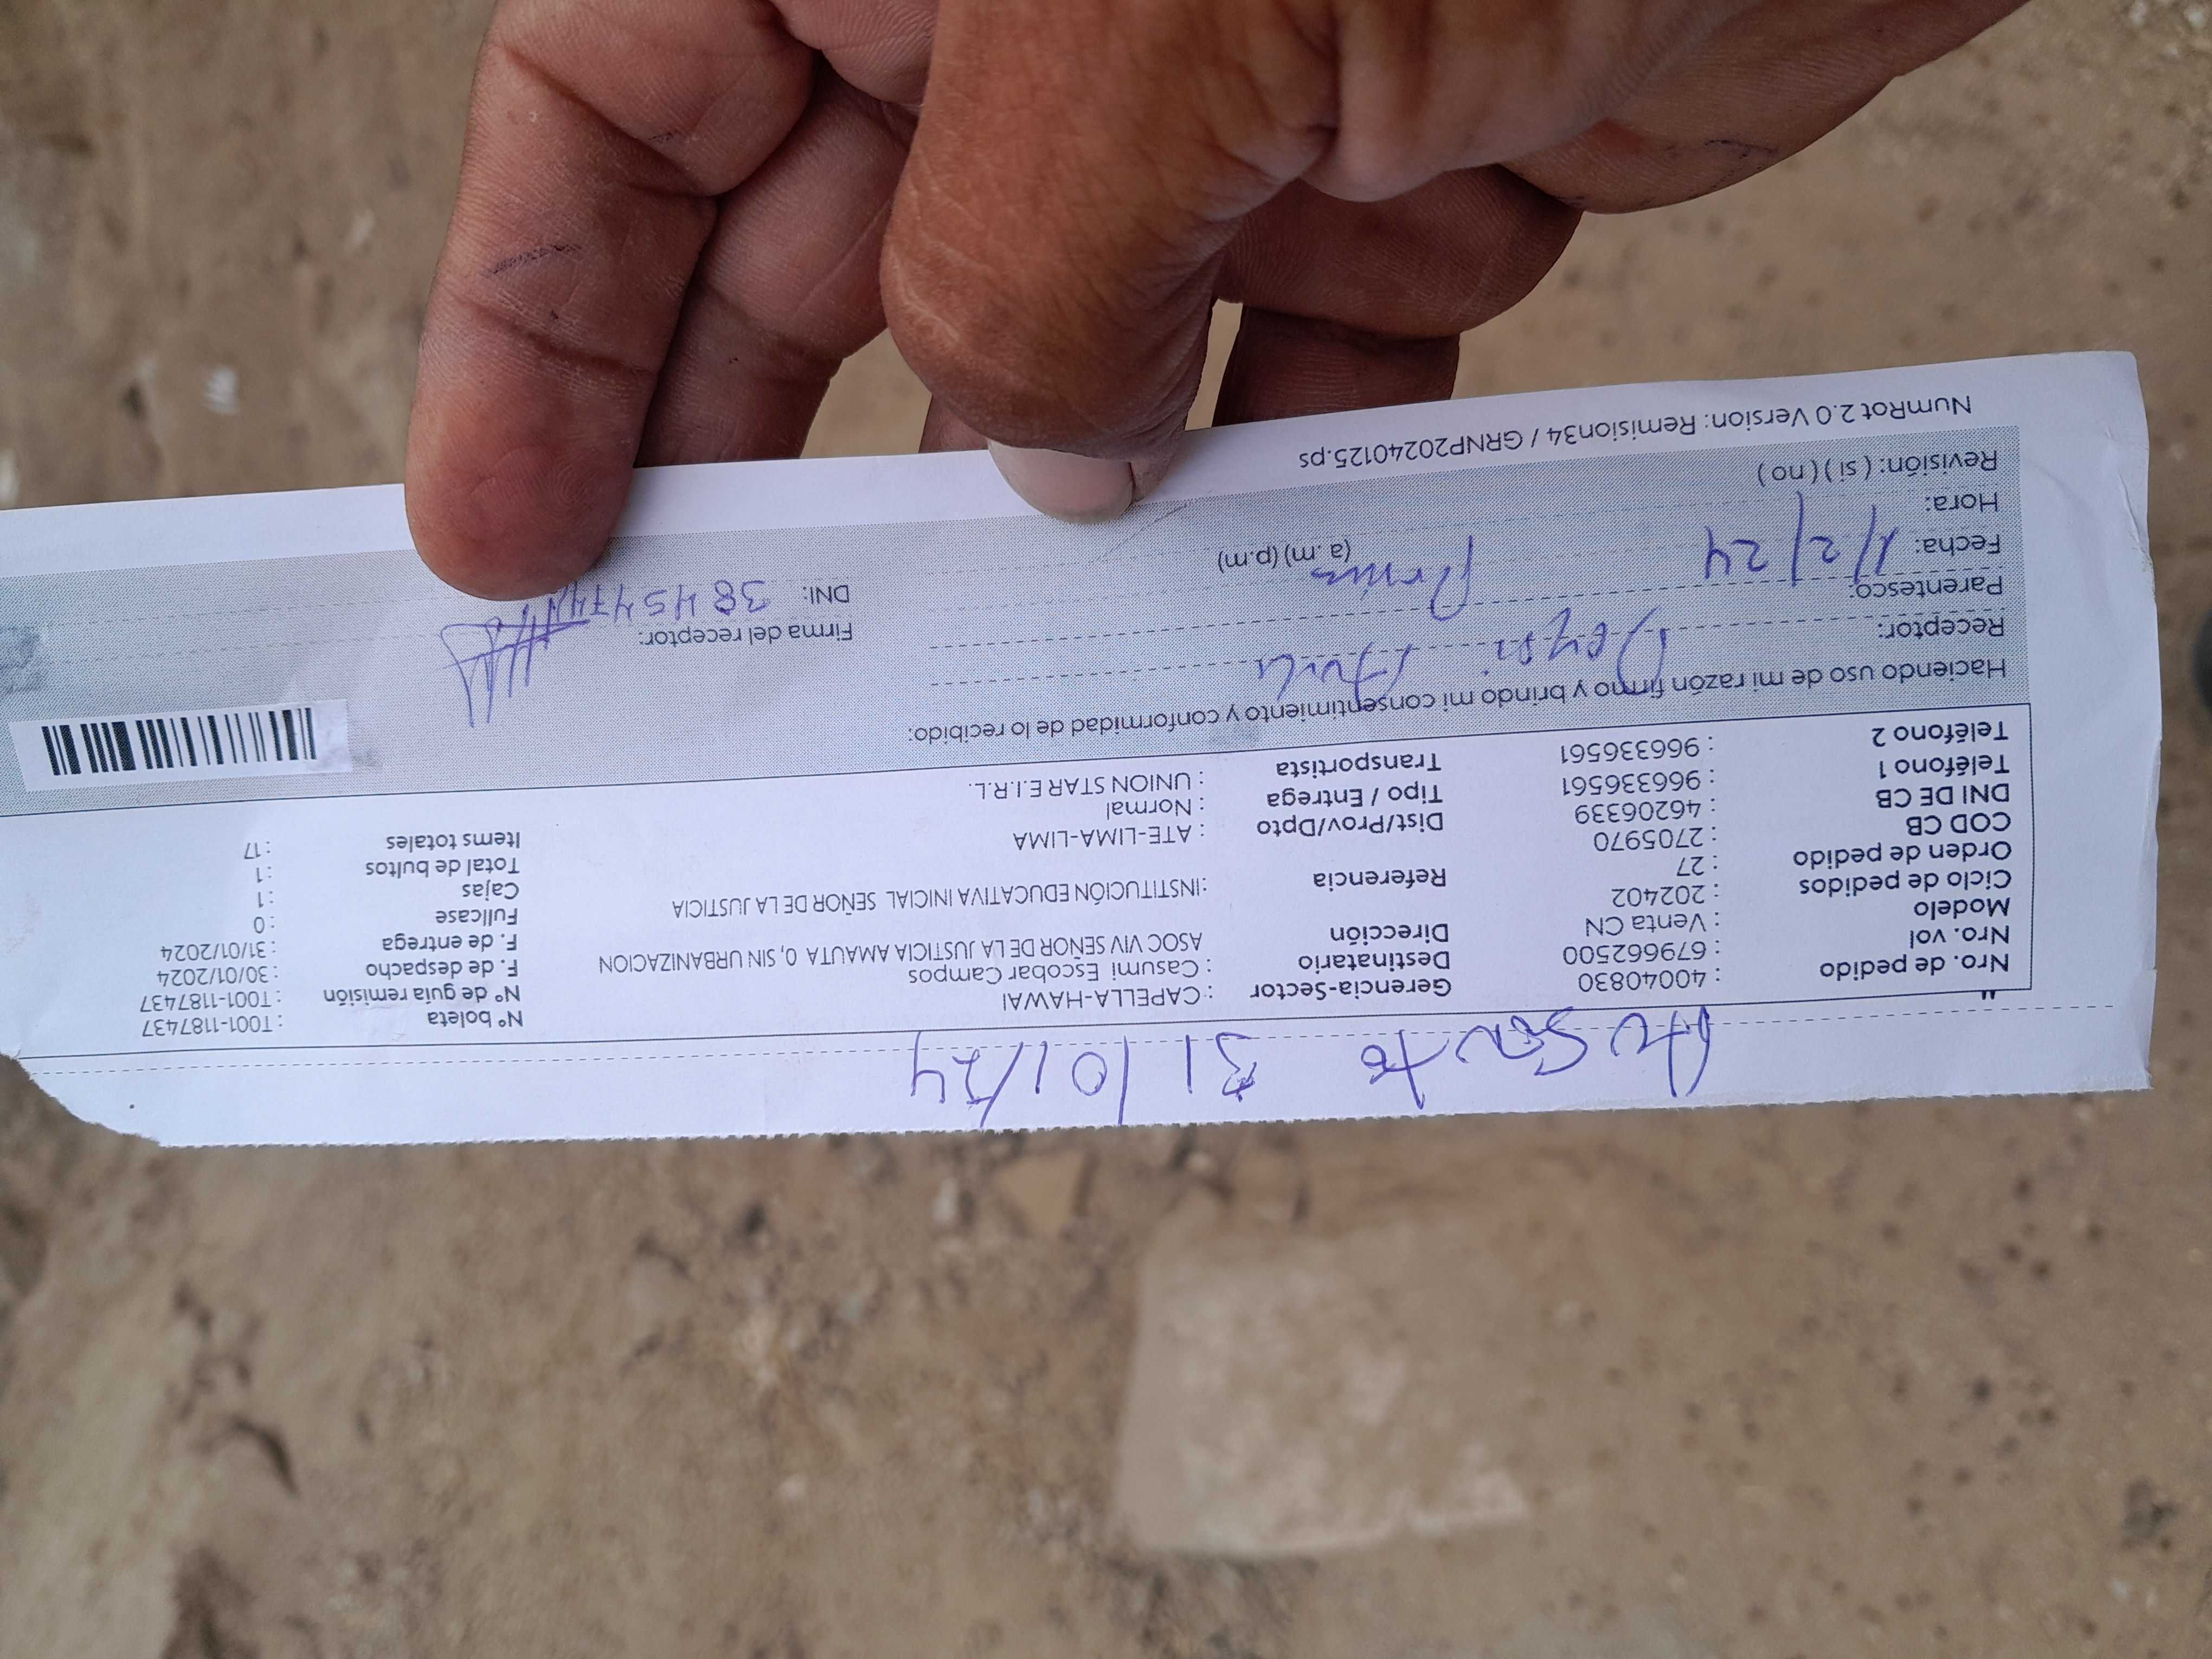 Ausente 31/01/24
Nro. de pedido : 40040830 Gerencia-Sector : CAPELLA-HAWAI Nº boleta : T001-1187437
Nro. vol : 679662500 Destinatario : Casumi Escobar Campos Nº de guia remisión : T001-1187437
Modelo : Venta CN Dirección ASOC VIV SEÑOR DE LA JUSTICIA AMAUTA 0, SIN URBANIZACION F. de despacho : 30/01/2024
Ciclo de pedidos : 202402 F. de entrega : 31/01/2024
Orden de pedido : 27 Referencia :INSTITUCIÓN EDUCATIVA INICIAL SEÑOR DE LA JUSTICIA Fullcase : 0
COD CB : 2705970 Cajas : 1
DNI DE CB : 46206339 Dist/Prov/Dpto : ATE-LIMA-LIMA Total de bultos : 1
Teléfono 1 : 966336561 Tipo / Entrega : Normal Items totales : 17
Teléfono 2 : 966336561 Transportista : UNION STAR E.I.R.L.
Haciendo uso de mi razón firmo y brindo mi consentimiento y conformidad de lo recibido:
Receptor: Deysi Firma del receptor:
Parentesco: Prima DNI:
Fecha: 1/2/24
Hora: (a .m) (p.m)
Revisión: ( si ) ( no )
NumRot 2.0 Version: Remision34 / GRNP20240125.ps